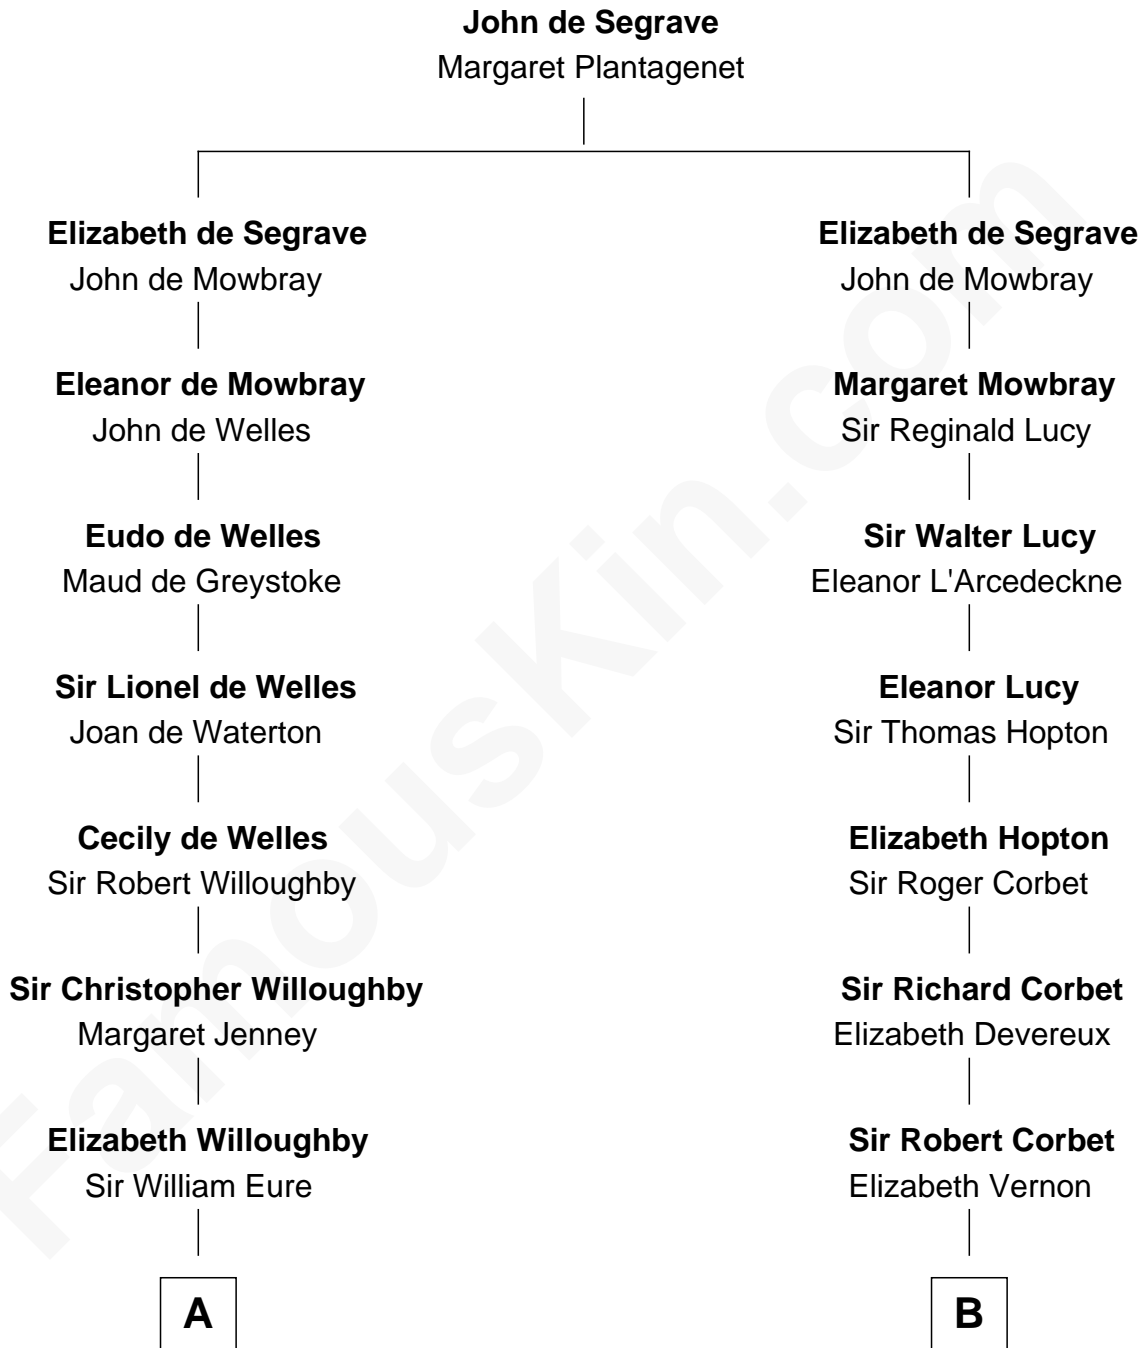 John de Segrave
Margaret Plantagenet
Elizabeth de Segrave
John de Mowbray
Eleanor de Mowbray
John de Welles
Eudo de Welles
Maud de Greystoke
Sir Lionel de Welles
Joan de Waterton
Cecily de Welles
Sir Robert Willoughby
Sir Christopher Willoughby
Margaret Jenney
Elizabeth Willoughby
Sir William Eure
A
Elizabeth de Segrave
John de Mowbray
Margaret Mowbray
Sir Reginald Lucy
Sir Walter Lucy
Eleanor L'Arcedeckne
Eleanor Lucy
Sir Thomas Hopton
Elizabeth Hopton
Sir Roger Corbet
Sir Richard Corbet
Elizabeth Devereux
Sir Robert Corbet
Elizabeth Vernon
B
FamousKin.com